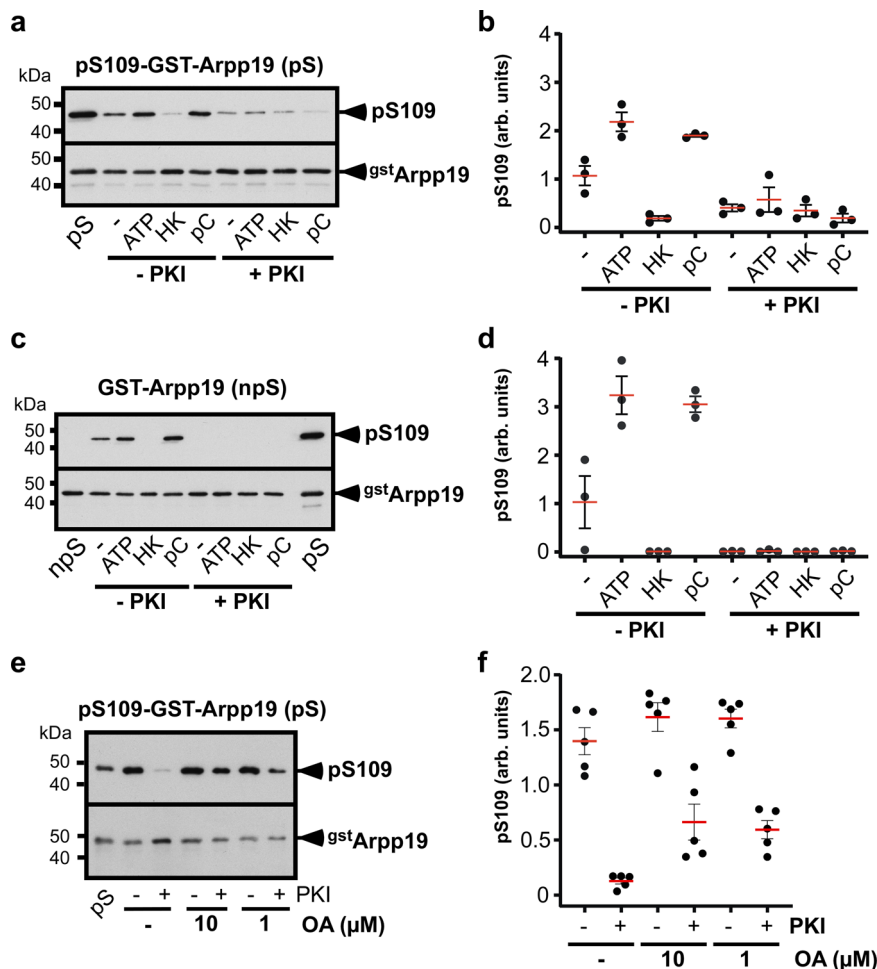 a
pS109-GST-Arpp19 (pS)
kDa
50
40
pS109
50
40
gstArpp19
pS - ATP HK pC - ATP HK pC
- PKI + PKI
b
pS109 (arb. units)
4
3
2
1
0
- ATP HK pC - ATP HK pC
- PKI + PKI
c
GST-Arpp19 (npS)
kDa
50
40
pS109
50
40
gstArpp19
npS - ATP HK pC - ATP HK pC pS
- PKI + PKI
d
pS109 (arb. units)
4
3
2
1
0
- ATP HK pC - ATP HK pC
- PKI + PKI
e
pS109-GST-Arpp19 (pS)
kDa
50
40
pS109
50
40
gstArpp19
pS - + - + - + PKI
- 10 1 OA (µM)
f
pS109 (arb. units)
2.0
1.5
1.0
0.5
0
- + - + - + PKI
- 10 1 OA (µM)